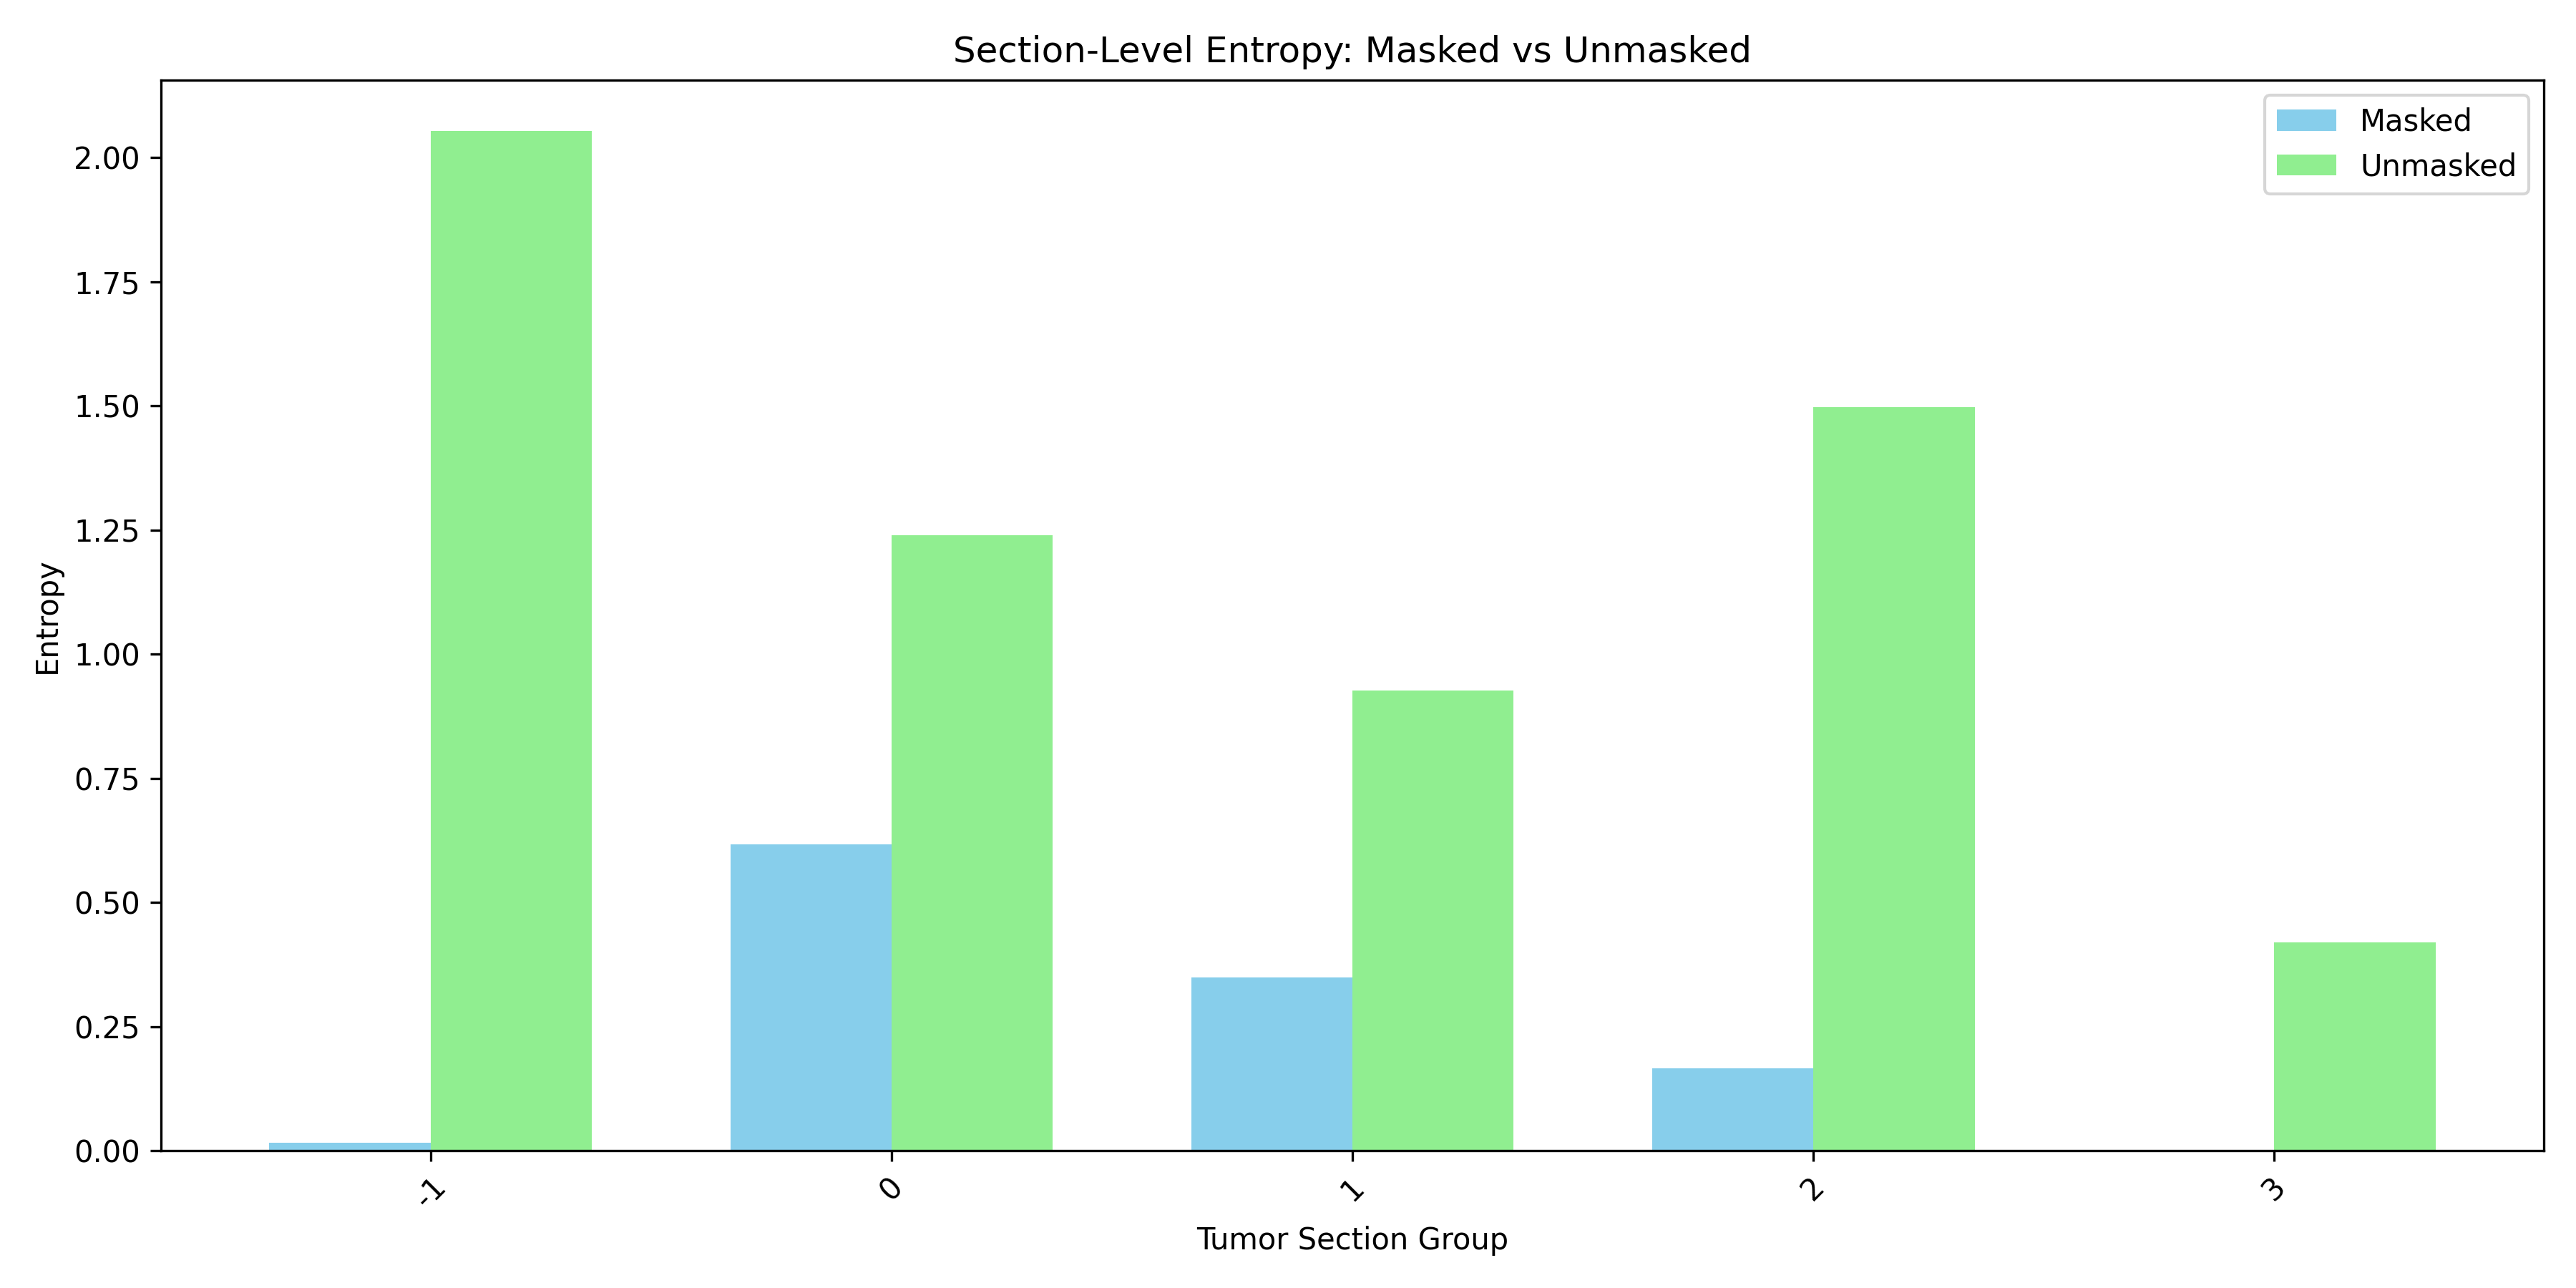 Section-Level Entropy: Masked vs Unmasked
Masked
Unmasked
2.00
1.75
1.50
1.25
1.00
0.75
0.50
0.25
0.00
Entropy
-1
0
1
2
3
Tumor Section Group